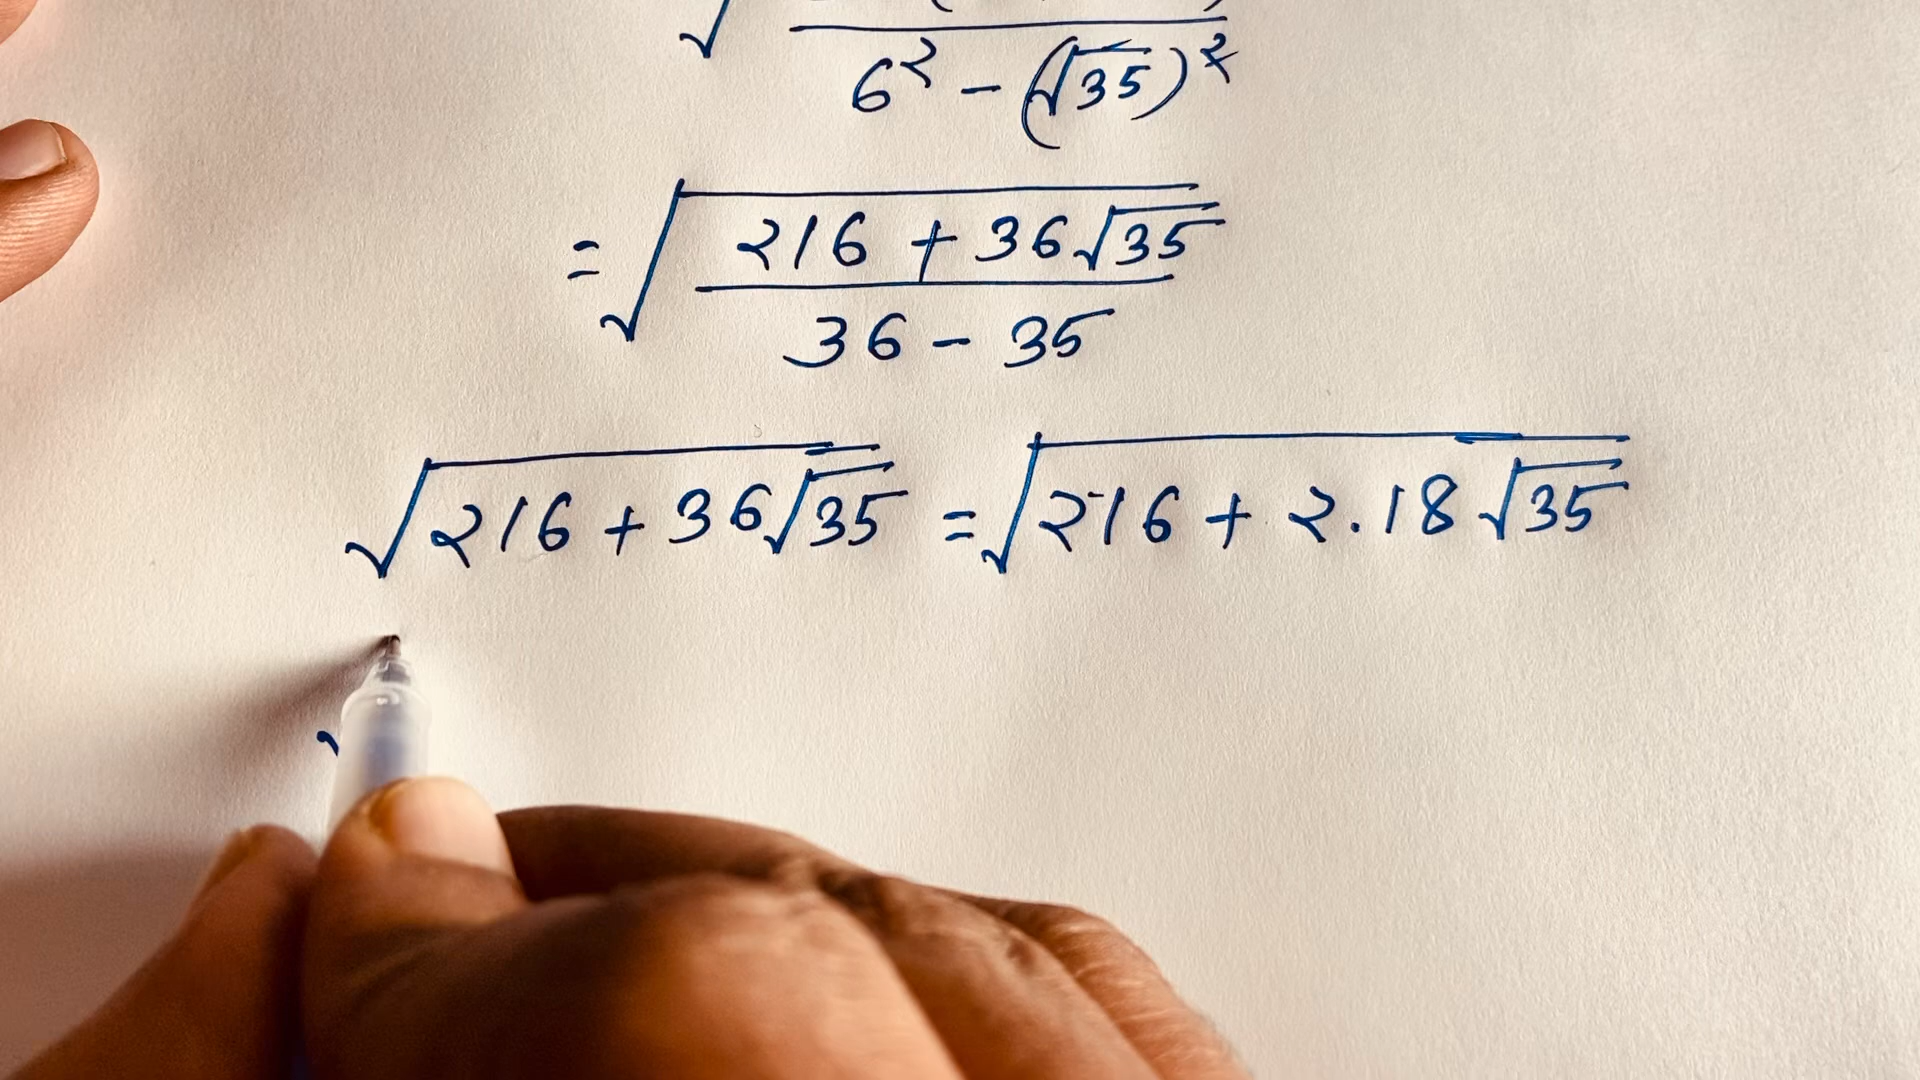 √ 6² - (√35)²
= √ 216 + 36√35
36 - 35
√216 + 36√35 = √216 + 2.18√35